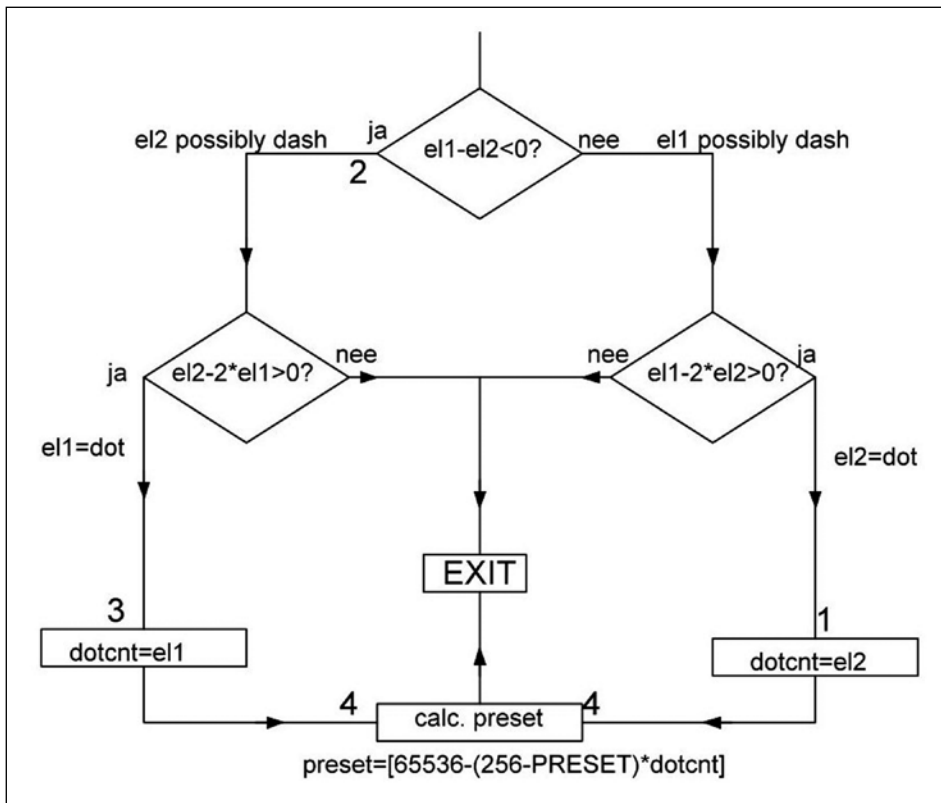 ja
el2 possibly dash
el1-el2<0?
nee
el1 possibly dash
2
nee
nee
ja
el2-2*el1>0?
el1-2*el2>0?
ja
el1=dot
el2=dot
EXIT
3
1
dotcnt=el1
dotcnt=el2
4
calc. preset
4
preset=[65536-(256-PRESET)*dotcnt]